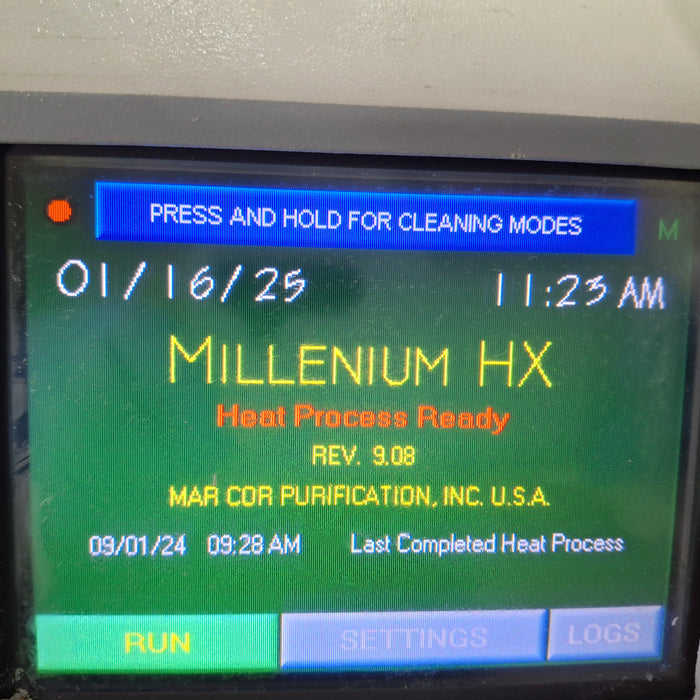 PRESS AND HOLD FOR CLEANING MODES
M
01/16/25 11:23 AM
MILLENIUM HX
Heat Process Ready
REV. 9.08
MAR COR PURIFICATION, INC. U.S.A.
09/01/24 09:28 AM Last Completed Heat Process
RUN SETTINGS LOGS